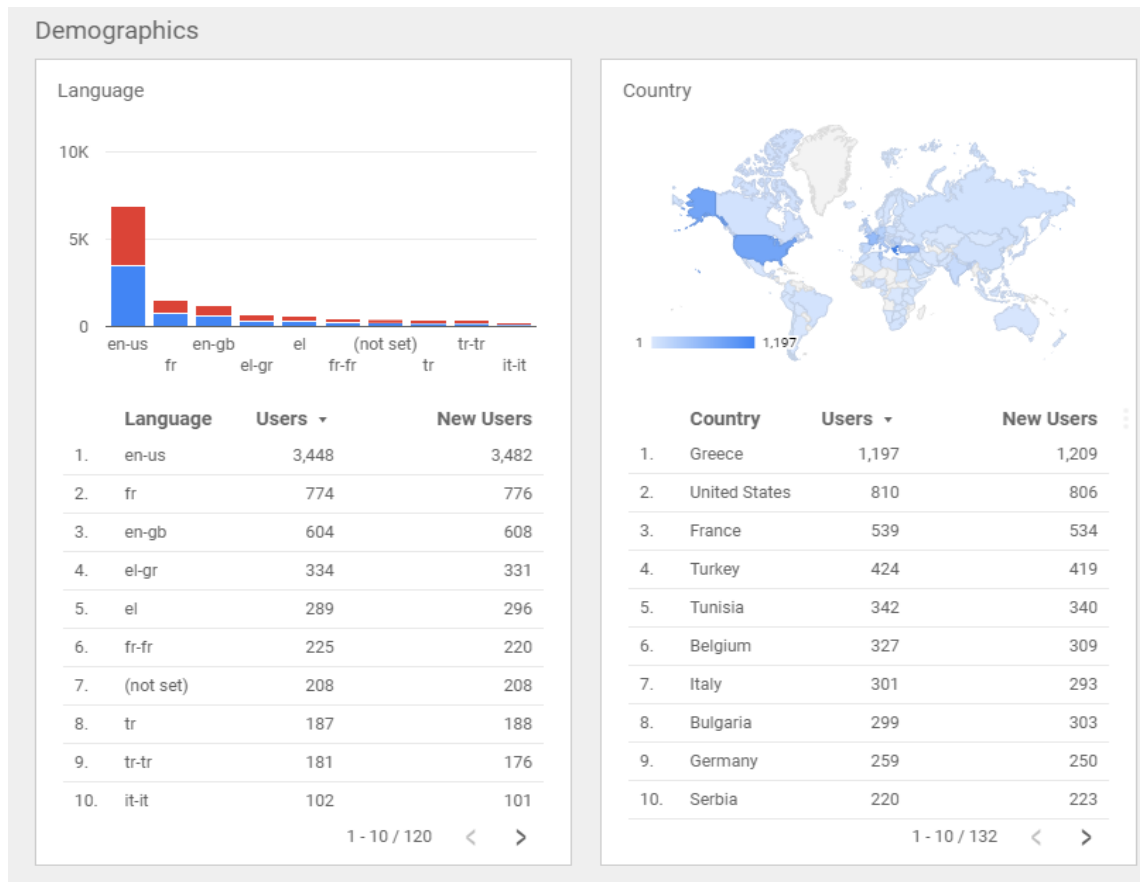 Demographics
Language
10K
5K
0
en-us en-gb el (not set) tr-tr
fr el-gr fr-fr tr it-it
Language Users New Users
1. en-us 3,448 3,482
2. fr 774 776
3. en-gb 604 608
4. el-gr 334 331
5. el 289 296
6. fr-fr 225 220
7. (not set) 208 208
8. tr 187 188
9. tr-tr 181 176
10. it-it 102 101
1 - 10 / 120 < >
Country
1 1,197
Country Users New Users
1. Greece 1,197 1,209
2. United States 810 806
3. France 539 534
4. Turkey 424 419
5. Tunisia 342 340
6. Belgium 327 309
7. Italy 301 293
8. Bulgaria 299 303
9. Germany 259 250
10. Serbia 220 223
1 - 10 / 132 < >